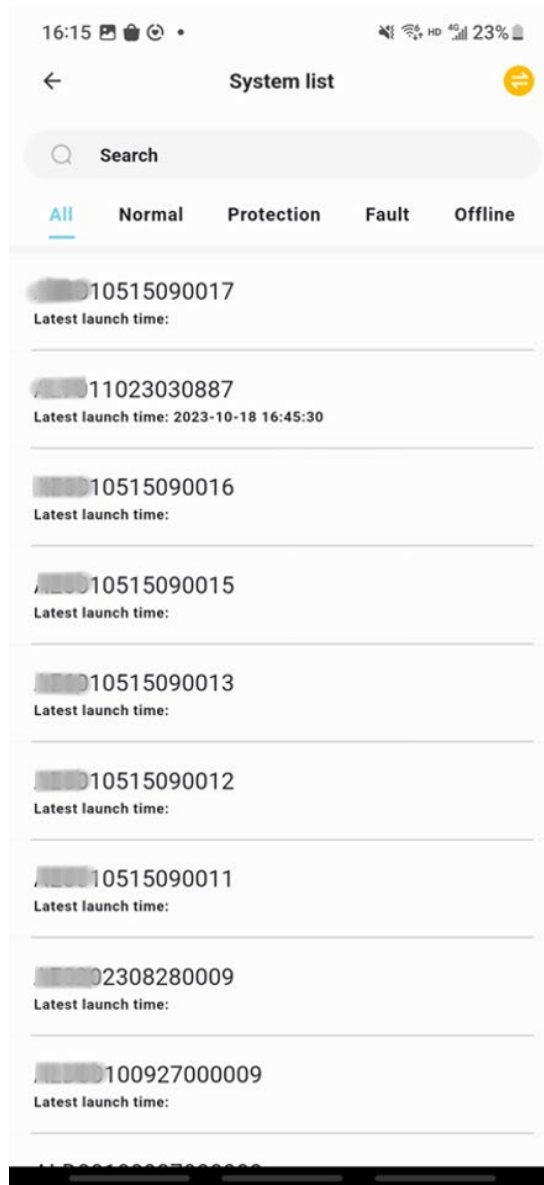 16:15
HD 4G 23%
System list
Search
All Normal Protection Fault Offline
10515090017
Latest launch time:
11023030887
Latest launch time: 2023-10-18 16:45:30
10515090016
Latest launch time:
10515090015
Latest launch time:
10515090013
Latest launch time:
10515090012
Latest launch time:
10515090011
Latest launch time:
02308280009
Latest launch time:
100927000009
Latest launch time: